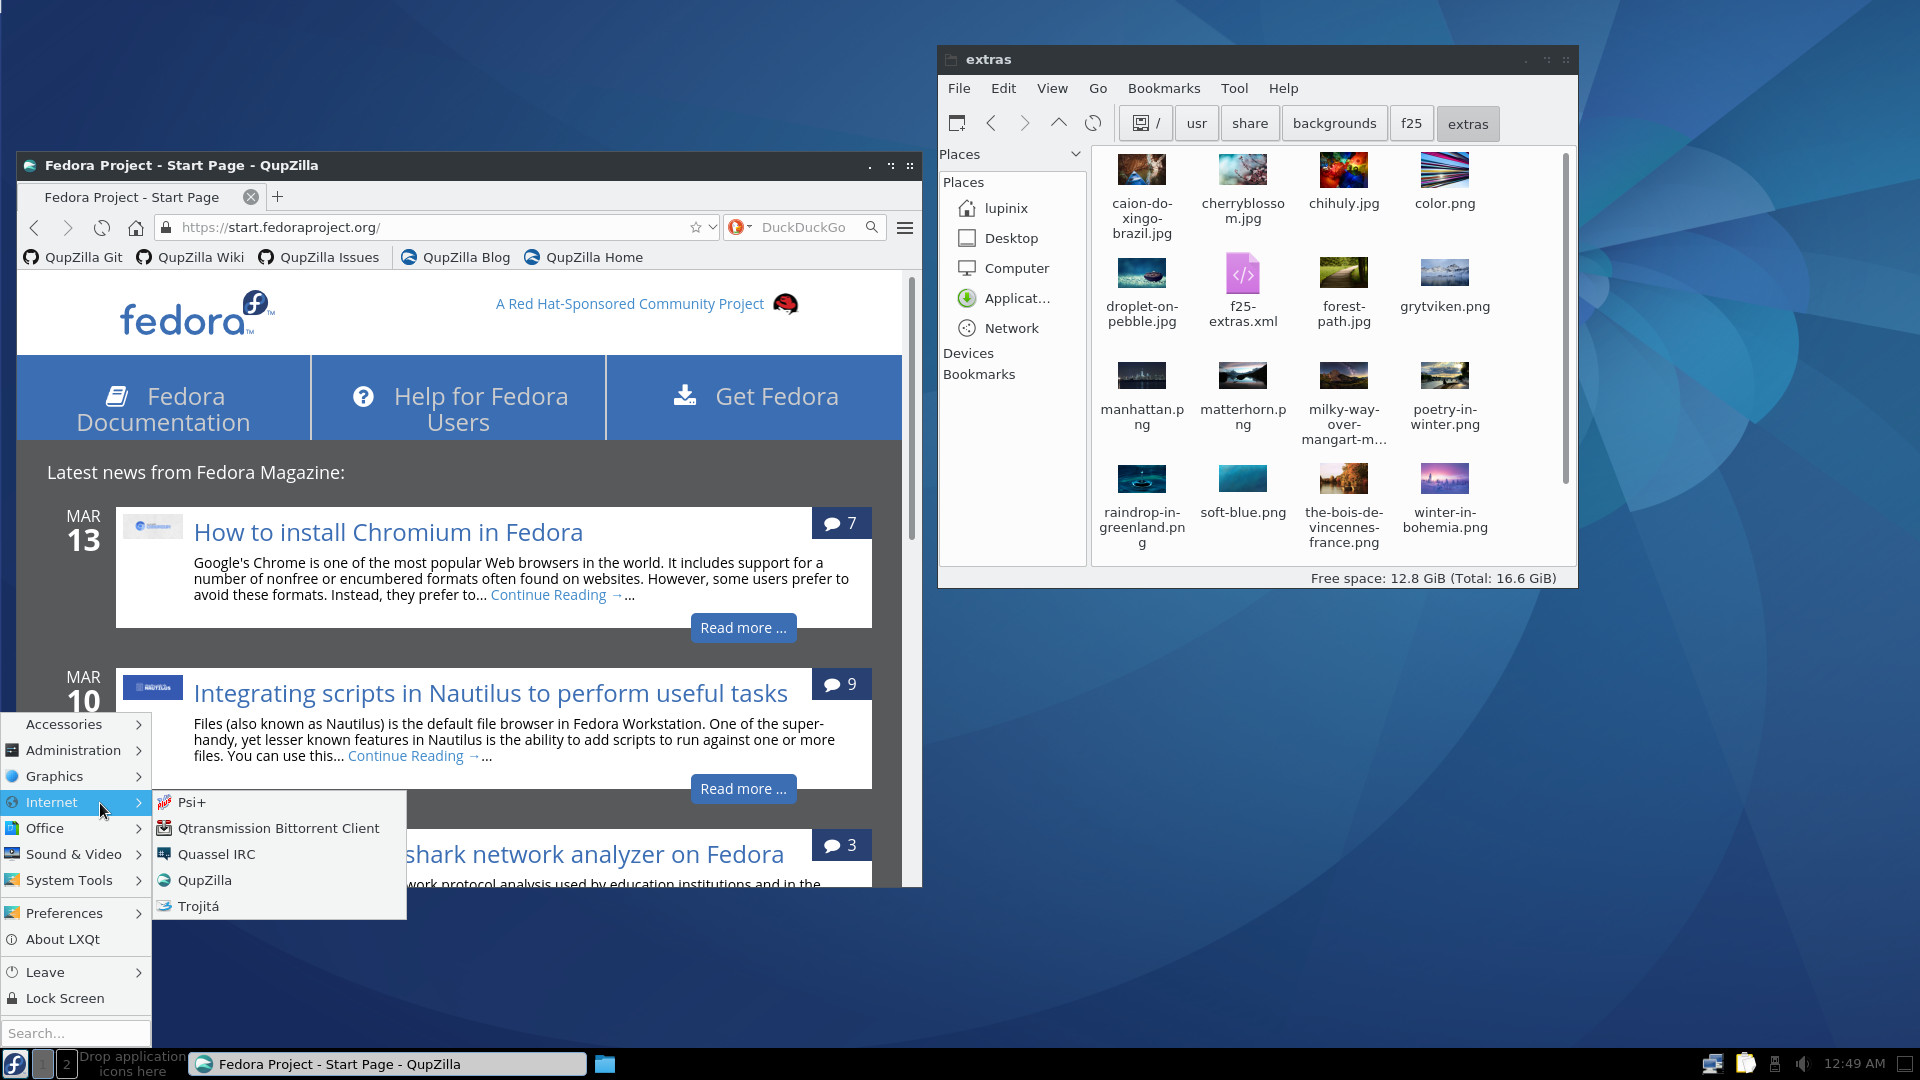 extras
File Edit View Go Bookmarks Tool Help
/ usr share backgrounds f25 extras
Places
Places
lupinix
Desktop
Computer
Applicat...
Network
Devices
Bookmarks
caion-do-
xingo-
brazil.jpg
cherryblosso
m.jpg
chihuly.jpg
color.png
droplet-on-
pebble.jpg
f25-
extras.xml
forest-
path.jpg
grytviken.png
manhattan.p
ng
matterhorn.p
ng
milky-way-
over-
mangart-m...
poetry-in-
winter.png
raindrop-in-
greenland.pn
g
soft-blue.png
the-bois-de-
vincennes-
france.png
winter-in-
bohemia.png
Free space: 12.8 GiB (Total: 16.6 GiB)
Fedora Project - Start Page - QupZilla
Fedora Project - Start Page
https://start.fedoraproject.org/
DuckDuckGo
QupZilla Git QupZilla Wiki QupZilla Issues QupZilla Blog QupZilla Home
fedora™
A Red Hat-Sponsored Community Project
Fedora
Documentation
Help for Fedora
Users
Get Fedora
Latest news from Fedora Magazine:
MAR
13
How to install Chromium in Fedora
7
Google's Chrome is one of the most popular Web browsers in the world. It includes support for a
number of nonfree or encumbered formats often found on websites. However, some users prefer to
avoid these formats. Instead, they prefer to... Continue Reading →...
Read more ...
MAR
10
Integrating scripts in Nautilus to perform useful tasks
9
Files (also known as Nautilus) is the default file browser in Fedora Workstation. One of the super-
handy, yet lesser known features in Nautilus is the ability to add scripts to run against one or more
files. You can use this... Continue Reading →...
Read more ...
shark network analyzer on Fedora
3
work protocol analysis used by education institutions and in the
Accessories
Administration
Graphics
Internet
Office
Sound & Video
System Tools
Preferences
About LXQt
Leave
Lock Screen
Search...
Psi+
Qtransmission Bittorrent Client
Quassel IRC
QupZilla
Trojitá
1 2
Drop application
icons here
Fedora Project - Start Page - QupZilla
12:49 AM